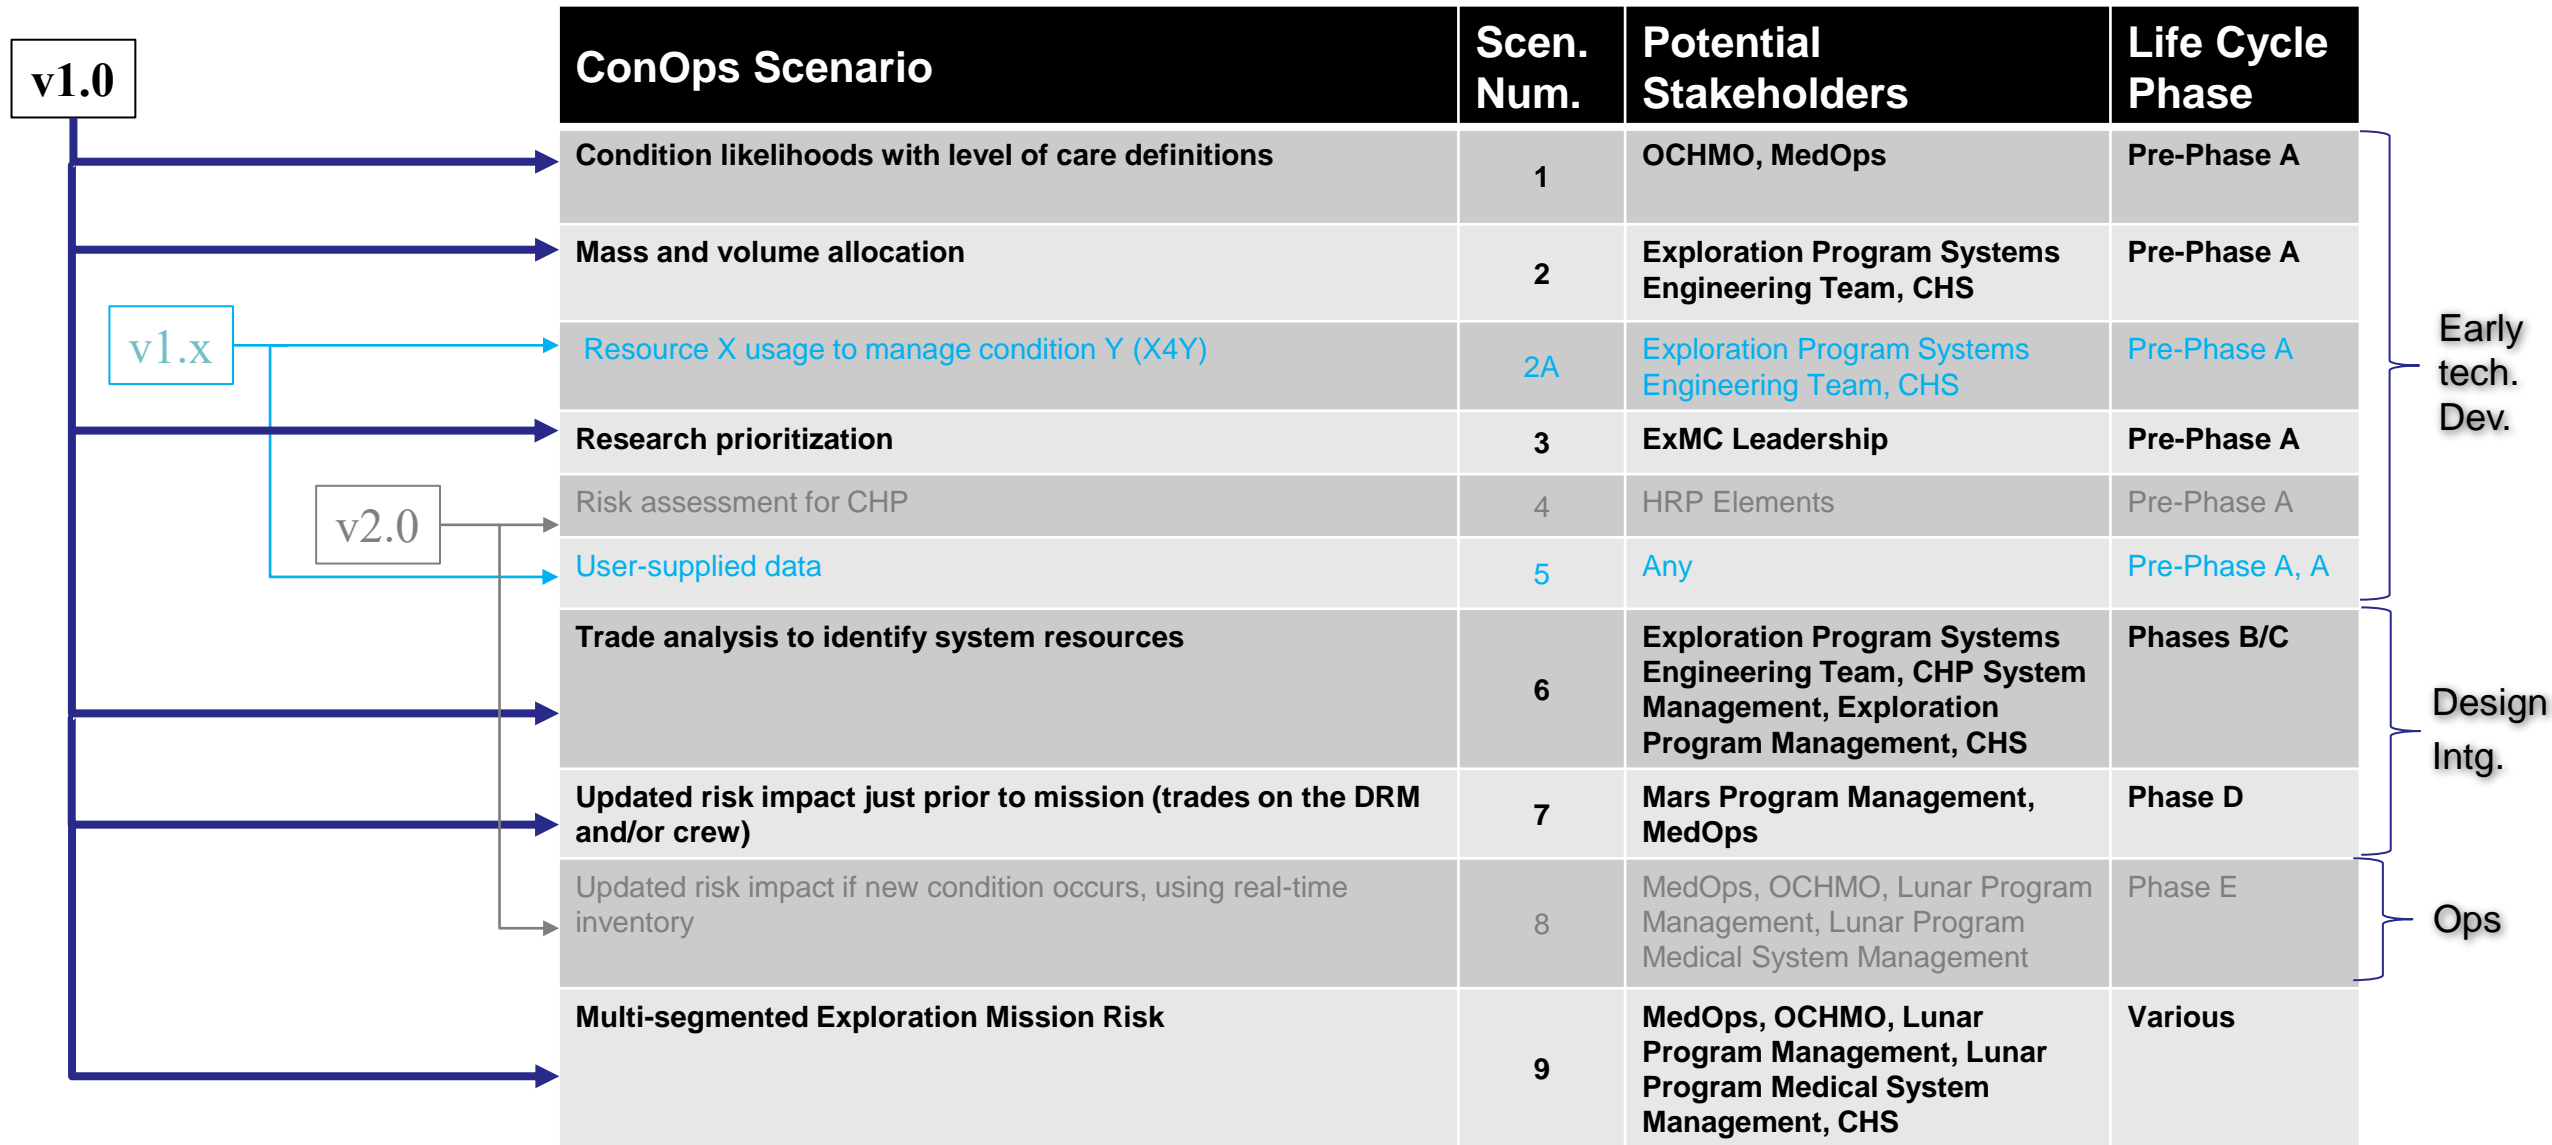 v1.0
ConOps Scenario
Scen.
Num.
Potential
Stakeholders
Life Cycle
Phase
Condition likelihoods with level of care definitions
1
OCHMO, MedOps
Pre-Phase A
Mass and volume allocation
2
Exploration Program Systems
Engineering Team, CHS
Pre-Phase A
v1.x
Resource X usage to manage condition Y (X4Y)
2A
Exploration Program Systems
Engineering Team, CHS
Pre-Phase A
Early
tech.
Dev.
Research prioritization
3
ExMC Leadership
Pre-Phase A
v2.0
Risk assessment for CHP
4
HRP Elements
Pre-Phase A
User-supplied data
5
Any
Pre-Phase A, A
Trade analysis to identify system resources
6
Exploration Program Systems
Engineering Team, CHP System
Management, Exploration
Program Management, CHS
Phases B/C
Design
Intg.
Updated risk impact just prior to mission (trades on the DRM
and/or crew)
7
Mars Program Management,
MedOps
Phase D
Updated risk impact if new condition occurs, using real-time
inventory
8
MedOps, OCHMO, Lunar Program
Management, Lunar Program
Medical System Management
Phase E
Ops
Multi-segmented Exploration Mission Risk
9
MedOps, OCHMO, Lunar
Program Management, Lunar
Program Medical System
Management, CHS
Various